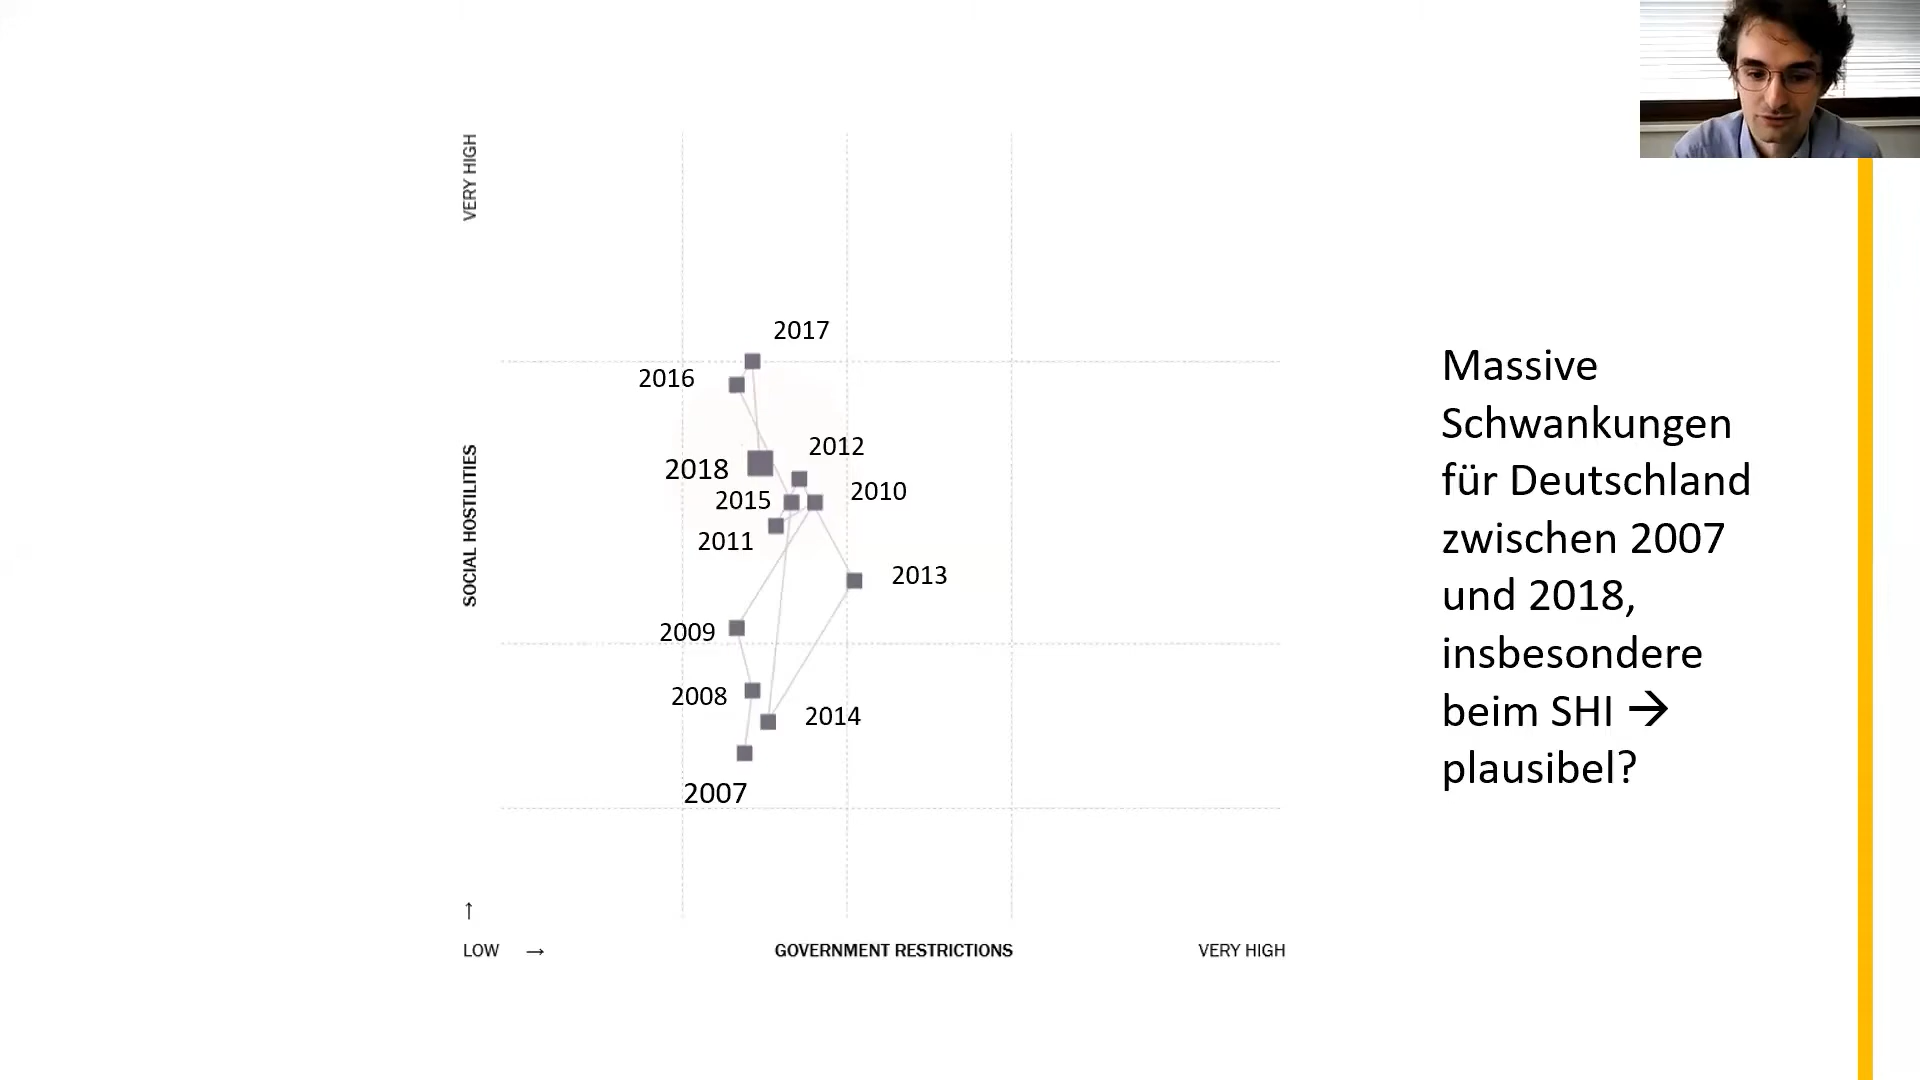 VERY HIGH
SOCIAL HOSTILITIES
2017
2016
2012
2018
2010
2015
2011
2013
2009
2008
2014
2007
↑
LOW →
GOVERNMENT RESTRICTIONS
VERY HIGH
Massive
Schwankungen
für Deutschland
zwischen 2007
und 2018,
insbesondere
beim SHI →
plausibel?